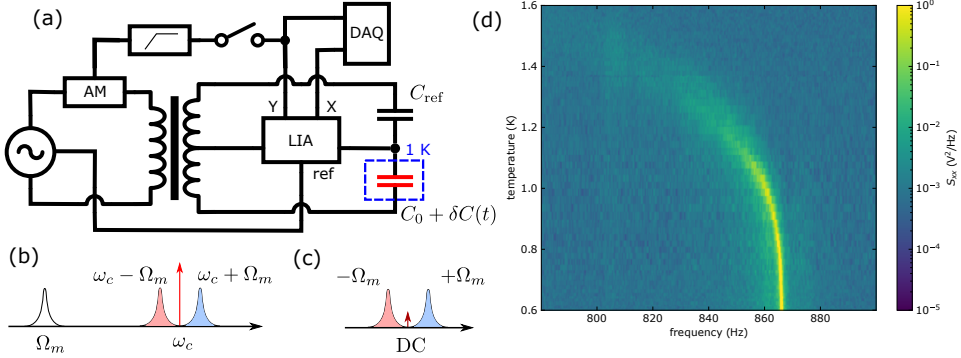 (a)
DAQ
AM
Y
X
C_ref
LIA
1 K
ref
C_0 + δC(t)
(b)
ω_c − Ω_m
ω_c + Ω_m
Ω_m
ω_c
(c)
−Ω_m
+Ω_m
DC
(d)
1.6
1.4
1.2
1.0
0.8
0.6
temperature (K)
800
820
840
860
880
frequency (Hz)
10^0
10^-1
10^-2
10^-3
10^-4
10^-5
S_xx (V^2/Hz)